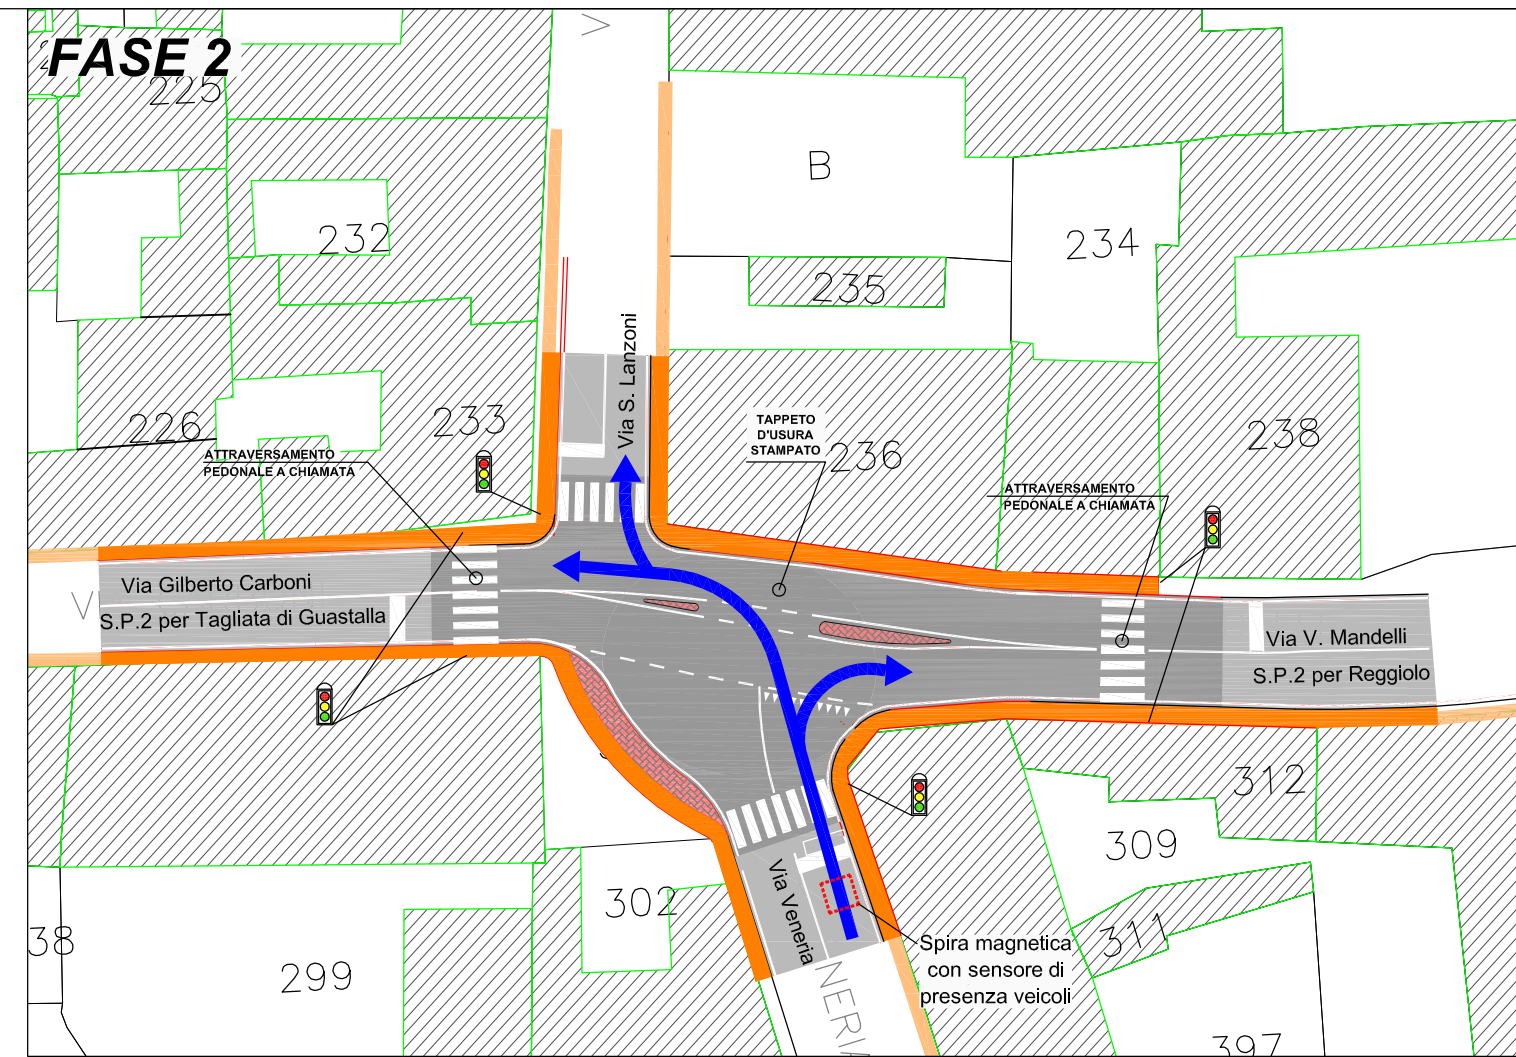 FASE 2
225
V
B
232
234
235
Via S. Lanzoni
226
233
TAPPETO
D'USURA
STAMPATO
236
238
ATTRAVERSAMENTO
PEDONALE A CHIAMATA
ATTRAVERSAMENTO
PEDONALE A CHIAMATA
Via Gilberto Carboni
V
S.P.2 per Tagliata di Guastalla
Via V. Mandelli
S.P.2 per Reggiolo
312
309
Via Veneria
302
311
38
299
Spira magnetica
con sensore di
presenza veicoli
NERIA
397